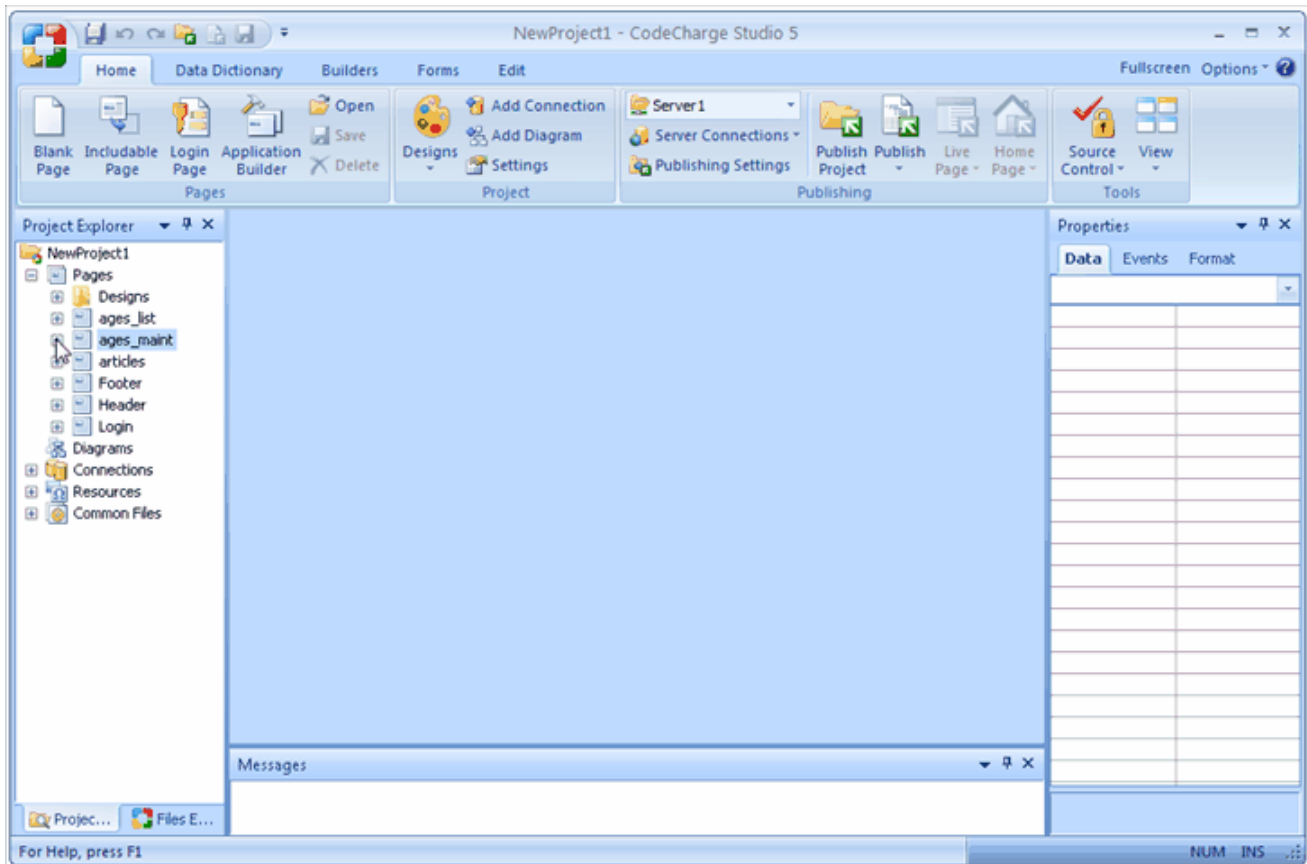 NewProject1 - CodeCharge Studio 5
Home Data Dictionary Builders Forms Edit Fullscreen Options
Blank Page
Includable Page
Login Page
Application Builder
Open
Save
Delete
Pages
Designs
Add Connection
Add Diagram
Settings
Project
Server1
Server Connections
Publishing Settings
Publish Project
Publish
Live Page
Home Page
Publishing
Source Control
View
Tools
Project Explorer
NewProject1
Pages
Designs
ages_list
ages_maint
articles
Footer
Header
Login
Diagrams
Connections
Resources
Common Files
Projec... Files E...
Messages
Properties
Data Events Format
For Help, press F1
NUM INS